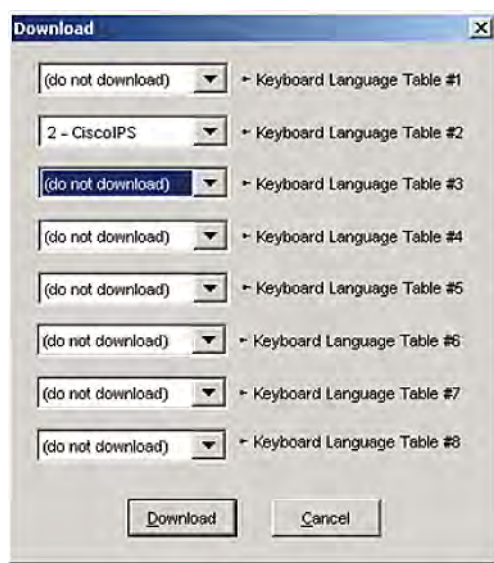 Download
(do not download) Keyboard Language Table #1
2 - CiscoIPS Keyboard Language Table #2
(do not download) Keyboard Language Table #3
(do not download) Keyboard Language Table #4
(do not download) Keyboard Language Table #5
(do not download) Keyboard Language Table #6
(do not download) Keyboard Language Table #7
(do not download) Keyboard Language Table #8
Download Cancel